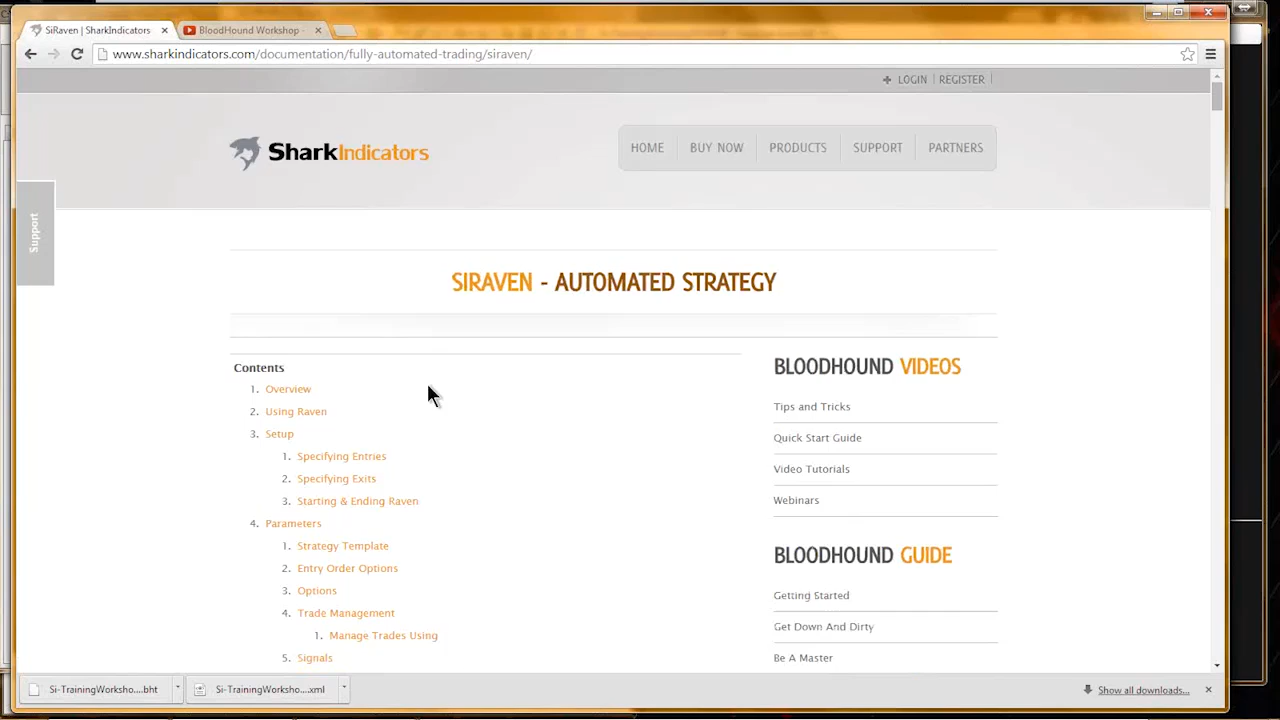 SiRaven | SharkIndicators
BloodHound Workshop -
www.sharkindicators.com/documentation/fully-automated-trading/siraven/
LOGIN
REGISTER
SharkIndicators
HOME
BUY NOW
PRODUCTS
SUPPORT
PARTNERS
Support
SIRAVEN - AUTOMATED STRATEGY
Contents
1. Overview
2. Using Raven
3. Setup
1. Specifying Entries
2. Specifying Exits
3. Starting & Ending Raven
4. Parameters
1. Strategy Template
2. Entry Order Options
3. Options
4. Trade Management
1. Manage Trades Using
5. Signals
BLOODHOUND VIDEOS
Tips and Tricks
Quick Start Guide
Video Tutorials
Webinars
BLOODHOUND GUIDE
Getting Started
Get Down And Dirty
Be A Master
Si-TrainingWorksho....bht
Si-TrainingWorksho....xml
Show all downloads...